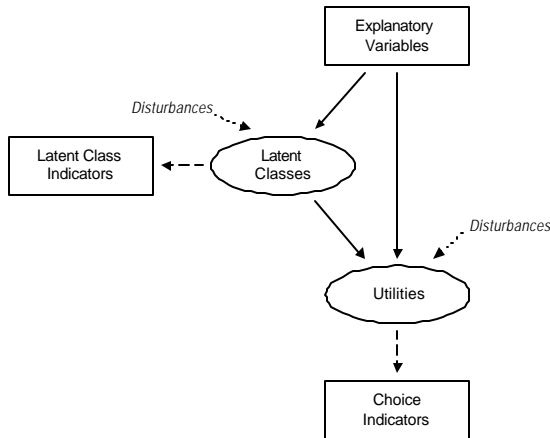 Explanatory
Variables
Disturbances
Latent Class
Indicators
Latent
Classes
Disturbances
Utilities
Choice
Indicators